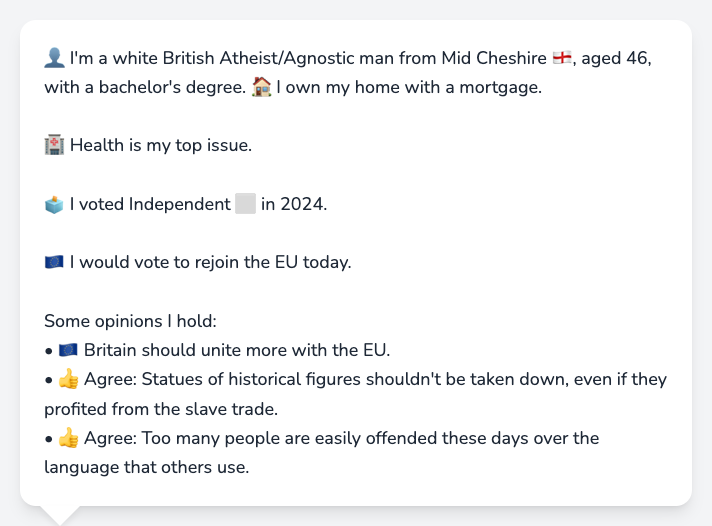 👤 I'm a white British Atheist/Agnostic man from Mid Cheshire 🏴󠁧󠁢󠁥󠁮󠁧󠁿, aged 46,
with a bachelor's degree. 🏠 I own my home with a mortgage.
🏥 Health is my top issue.
🗳️ I voted Independent ⬜ in 2024.
🇪🇺 I would vote to rejoin the EU today.
Some opinions I hold:
• 🇪🇺 Britain should unite more with the EU.
• 👍 Agree: Statues of historical figures shouldn't be taken down, even if they
profited from the slave trade.
• 👍 Agree: Too many people are easily offended these days over the
language that others use.